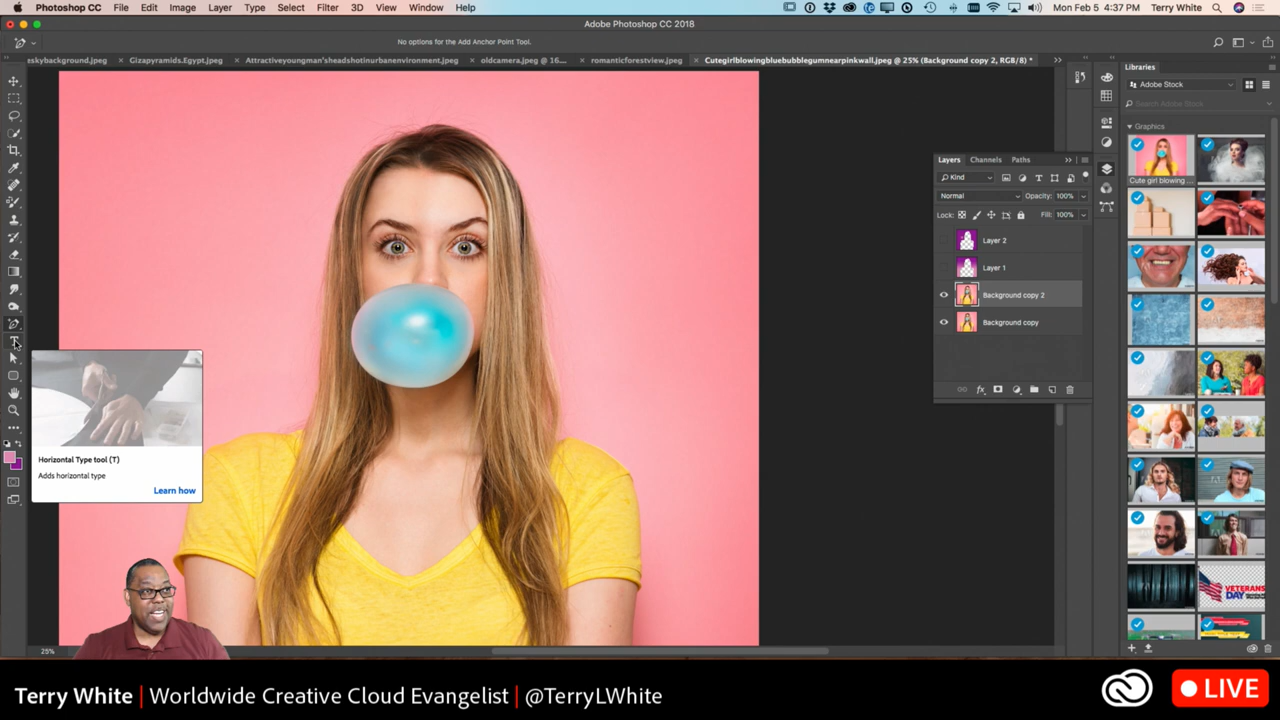 Photoshop CC File Edit Image Layer Type Select Filter 3D View Window Help Mon Feb 5 4:37 PM Terry White
Adobe Photoshop CC 2018
No options for the Add Anchor Point Tool.
eskybackground.jpeg Gizapyramids.Egypt.jpeg Attractiveyoungman'sheadshotinurbanenvironment.jpeg oldcamera.jpeg @ 16.... romanticforestview.jpeg Cutegirlblowingbluebubblegumnearpinkwall.jpeg @ 25% (Background copy 2, RGB/8) *
Libraries
Adobe Stock
Search Adobe Stock
Graphics
Cute girl blowing ...
Layers Channels Paths
Kind
Normal Opacity: 100%
Lock: Fill: 100%
Layer 2
Layer 1
Background copy 2
Background copy
Horizontal Type tool (T)
Adds horizontal type
Learn how
VETERANS
DAY
25%
Terry White | Worldwide Creative Cloud Evangelist | @TerryLWhite
LIVE